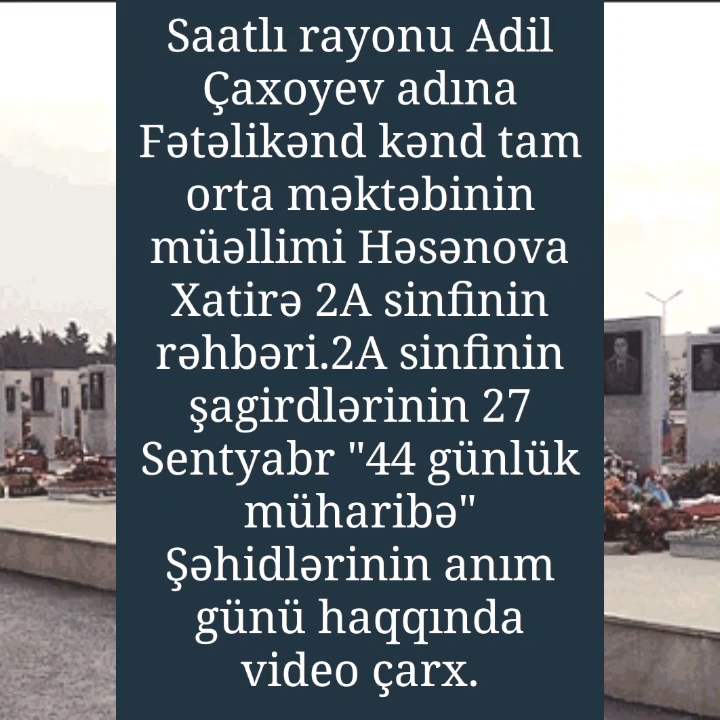 Saatlı rayonu Adil
Çaxoyev adına
Fətəlikənd kənd tam
orta məktəbinin
müəllimi Həsənova
Xatirə 2A sinfinin
rəhbəri.2A sinfinin
şagirdlərinin 27
Sentyabr "44 günlük
müharibə"
Şəhidlərinin anım
günü haqqında
video çarx.